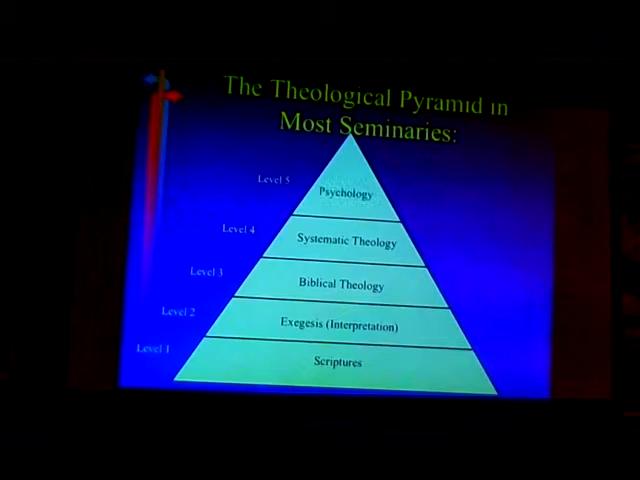 The Theological Pyramid in
Most Seminaries:
Level 5
Psychology
Level 4
Systematic Theology
Level 3
Biblical Theology
Level 2
Exegesis (Interpretation)
Level 1
Scriptures